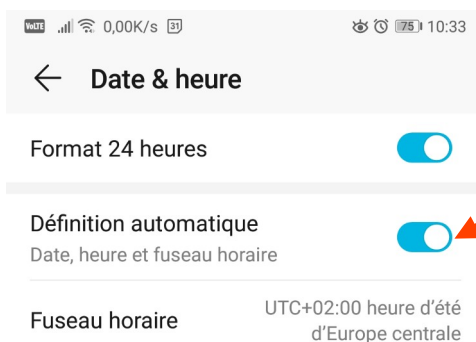 VoLTE 0,00K/s 31 75 10:33
Date & heure
Format 24 heures
Définition automatique
Date, heure et fuseau horaire
Fuseau horaire
UTC+02:00 heure d'été
d'Europe centrale